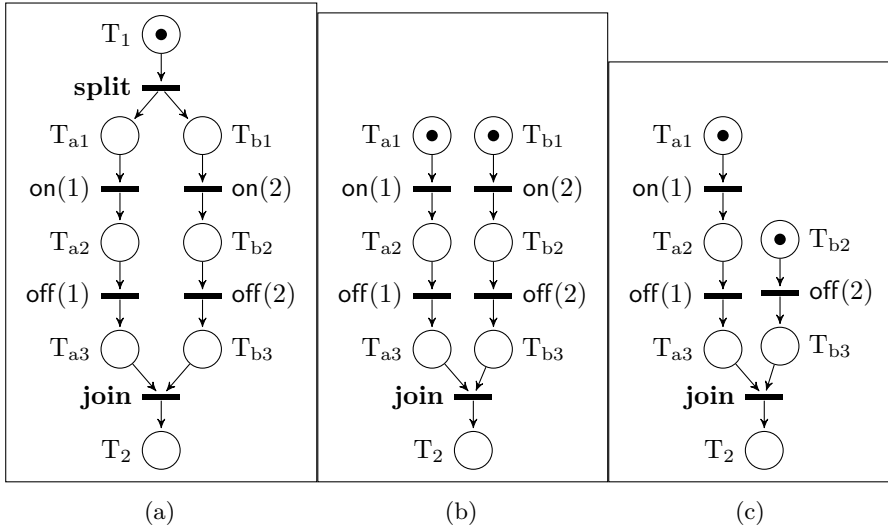 T1
split
Ta1 Tb1
on(1) on(2)
Ta2 Tb2
off(1) off(2)
Ta3 Tb3
join
T2
(a)
Ta1 Tb1
on(1) on(2)
Ta2 Tb2
off(1) off(2)
Ta3 Tb3
join
T2
(b)
Ta1
on(1)
Ta2 Tb2
off(1) off(2)
Ta3 Tb3
join
T2
(c)